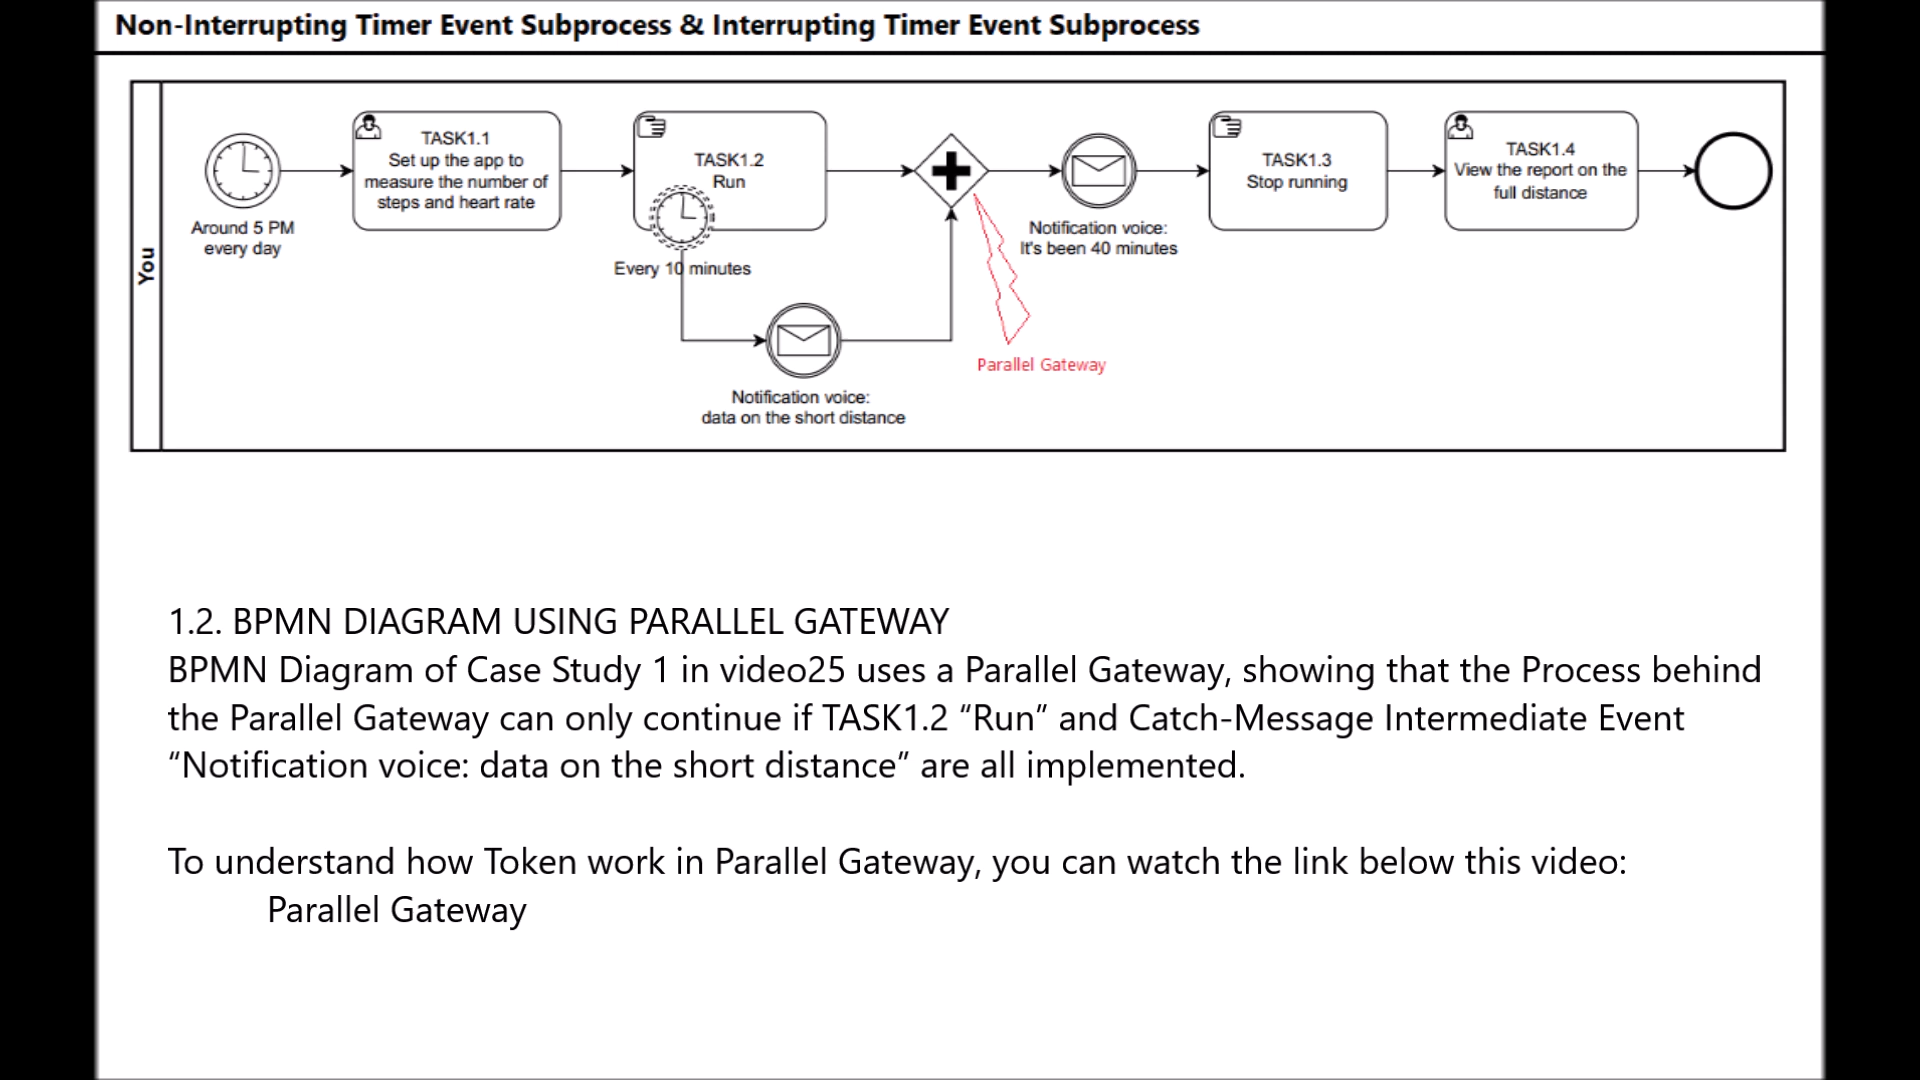 Non-Interrupting Timer Event Subprocess & Interrupting Timer Event Subprocess
You
Around 5 PM
every day
TASK1.1
Set up the app to
measure the number of
steps and heart rate
TASK1.2
Run
Every 10 minutes
Notification voice:
data on the short distance
Parallel Gateway
Notification voice:
It's been 40 minutes
TASK1.3
Stop running
TASK1.4
View the report on the
full distance
1.2. BPMN DIAGRAM USING PARALLEL GATEWAY
BPMN Diagram of Case Study 1 in video25 uses a Parallel Gateway, showing that the Process behind
the Parallel Gateway can only continue if TASK1.2 “Run” and Catch-Message Intermediate Event
“Notification voice: data on the short distance” are all implemented.
To understand how Token work in Parallel Gateway, you can watch the link below this video:
Parallel Gateway